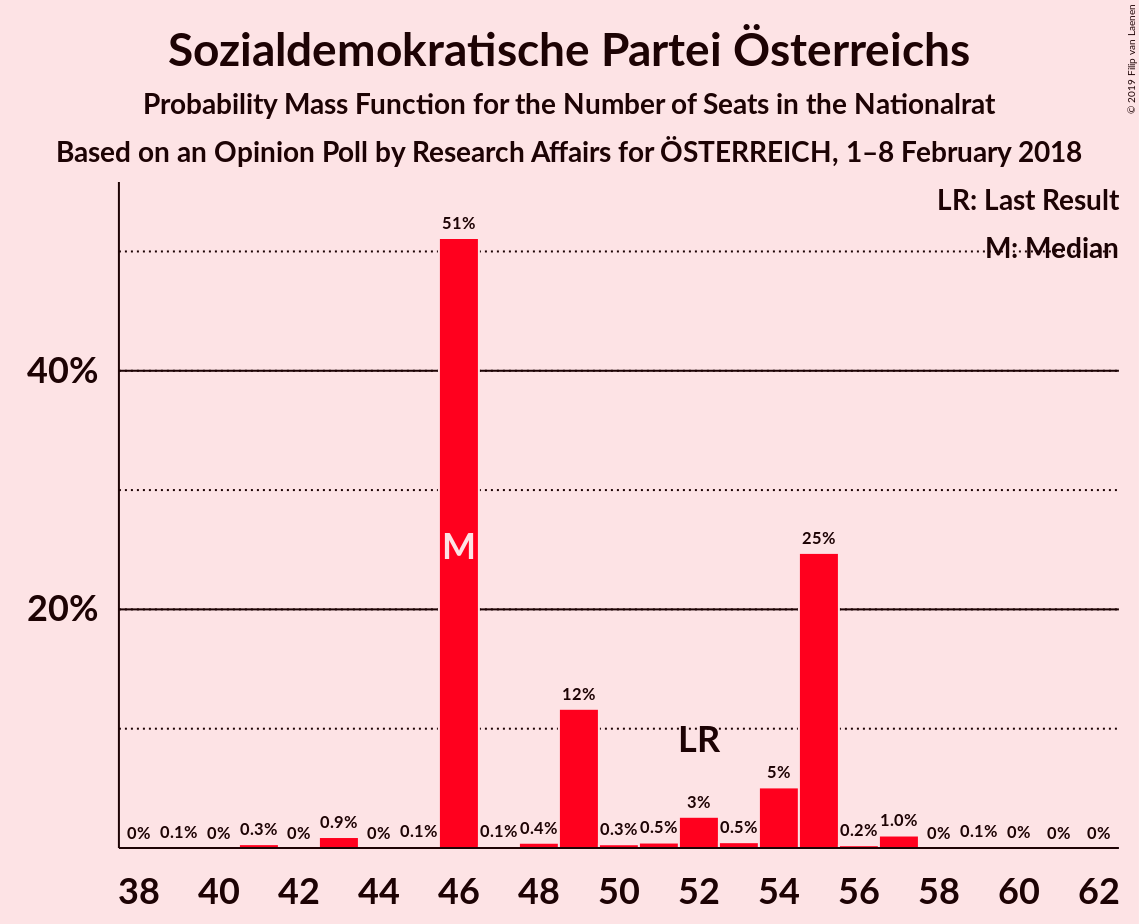 Sozialdemokratische Partei Österreichs
Probability Mass Function for the Number of Seats in the Nationalrat
Based on an Opinion Poll by Research Affairs for ÖSTERREICH, 1–8 February 2018
© 2019 Filip van Laenen
LR: Last Result
M: Median
40%
20%
51%
M
25%
12%
LR
5%
3%
0% 0.1% 0% 0.3% 0% 0.9% 0% 0.1% 0.1% 0.4% 0.3% 0.5% 0.5% 0.2% 1.0% 0% 0.1% 0% 0% 0%
38 40 42 44 46 48 50 52 54 56 58 60 62